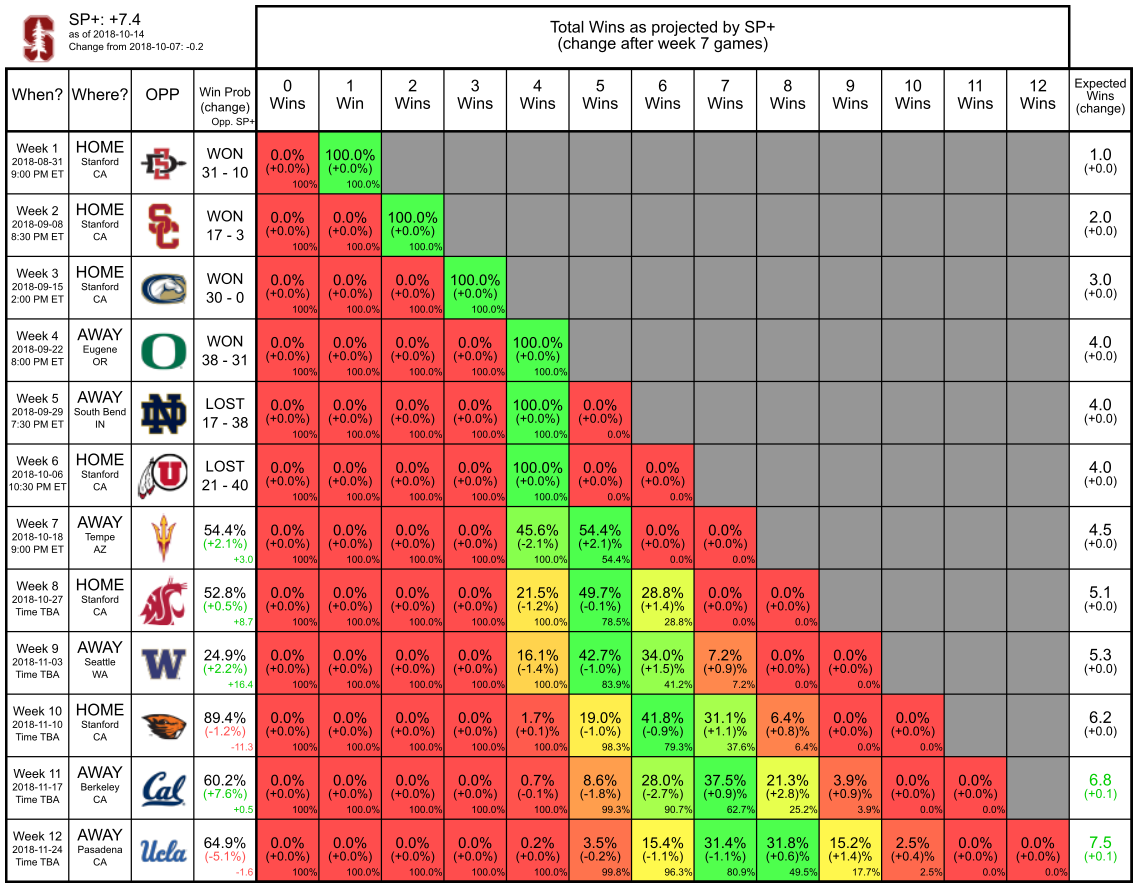 SP+: +7.4
as of 2018-10-14
Change from 2018-10-07: -0.2
Total Wins as projected by SP+
(change after week 7 games)
When? Where? OPP Win Prob (change) Opp. SP+ 0 Wins 1 Win 2 Wins 3 Wins 4 Wins 5 Wins 6 Wins 7 Wins 8 Wins 9 Wins 10 Wins 11 Wins 12 Wins Expected Wins (change)
Week 1 HOME WON 0.0% 100.0% 1.0
2018-08-31 Stanford 31 - 10 (+0.0%) (+0.0%) (+0.0)
9:00 PM ET CA 100% 100.0%
Week 2 HOME SC WON 0.0% 0.0% 100.0% 2.0
2018-09-08 Stanford 17 - 3 (+0.0%) (+0.0%) (+0.0%) (+0.0)
8:30 PM ET CA 100% 100.0% 100.0%
Week 3 HOME WON 0.0% 0.0% 0.0% 100.0% 3.0
2018-09-15 Stanford 30 - 0 (+0.0%) (+0.0%) (+0.0%) (+0.0%) (+0.0)
2:00 PM ET CA 100% 100.0% 100.0% 100.0%
Week 4 AWAY O WON 0.0% 0.0% 0.0% 0.0% 100.0% 4.0
2018-09-22 Eugene 38 - 31 (+0.0%) (+0.0%) (+0.0%) (+0.0%) (+0.0%) (+0.0)
8:00 PM ET OR 100% 100.0% 100.0% 100.0% 100.0%
Week 5 AWAY ND LOST 0.0% 0.0% 0.0% 0.0% 100.0% 0.0% 4.0
2018-09-29 South Bend 17 - 38 (+0.0%) (+0.0%) (+0.0%) (+0.0%) (+0.0%) (+0.0%) (+0.0)
7:30 PM ET IN 100% 100.0% 100.0% 100.0% 100.0% 0.0%
Week 6 HOME U LOST 0.0% 0.0% 0.0% 0.0% 100.0% 0.0% 0.0% 4.0
2018-10-06 Stanford 21 - 40 (+0.0%) (+0.0%) (+0.0%) (+0.0%) (+0.0%) (+0.0%) (+0.0%) (+0.0)
10:30 PM ET CA 100% 100.0% 100.0% 100.0% 100.0% 0.0% 0.0%
Week 7 AWAY 54.4% 0.0% 0.0% 0.0% 0.0% 45.6% 54.4% 0.0% 0.0% 4.5
2018-10-18 Tempe (+2.1%) (+0.0%) (+0.0%) (+0.0%) (+0.0%) (-2.1%) (+2.1)% (+0.0%) (+0.0%) (+0.0)
9:00 PM ET AZ +3.0 100% 100.0% 100.0% 100.0% 100.0% 54.4% 0.0% 0.0%
Week 8 HOME 52.8% 0.0% 0.0% 0.0% 0.0% 21.5% 49.7% 28.8% 0.0% 0.0% 5.1
2018-10-27 Stanford (+0.5%) (+0.0%) (+0.0%) (+0.0%) (+0.0%) (-1.2%) (-0.1%) (+1.4%) (+0.0%) (+0.0%) (+0.0)
Time TBA CA +8.7 100% 100.0% 100.0% 100.0% 100.0% 78.5% 28.8% 0.0% 0.0%
Week 9 AWAY W 24.9% 0.0% 0.0% 0.0% 0.0% 16.1% 42.7% 34.0% 7.2% 0.0% 0.0% 5.3
2018-11-03 Seattle (+2.2%) (+0.0%) (+0.0%) (+0.0%) (+0.0%) (-1.4%) (-1.0%) (+1.5%) (+0.9)% (+0.0%) (+0.0%) (+0.0)
Time TBA WA +16.4 100% 100.0% 100.0% 100.0% 100.0% 83.9% 41.2% 7.2% 0.0% 0.0%
Week 10 HOME 89.4% 0.0% 0.0% 0.0% 0.0% 1.7% 19.0% 41.8% 31.1% 6.4% 0.0% 0.0% 6.2
2018-11-10 Stanford (-1.2%) (+0.0%) (+0.0%) (+0.0%) (+0.0%) (+0.1)% (-1.0%) (-0.9%) (+1.1%) (+0.8)% (+0.0%) (+0.0%) (+0.0)
Time TBA CA -11.3 100% 100.0% 100.0% 100.0% 100.0% 98.3% 79.3% 37.6% 6.4% 0.0% 0.0%
Week 11 AWAY Cal 60.2% 0.0% 0.0% 0.0% 0.0% 0.7% 8.6% 28.0% 37.5% 21.3% 3.9% 0.0% 0.0% 6.8
2018-11-17 Berkeley (+7.6%) (+0.0%) (+0.0%) (+0.0%) (+0.0%) (-0.1%) (-1.8%) (-2.7%) (+0.9)% (+2.8)% (+0.9)% (+0.0%) (+0.0%) (+0.1)
Time TBA CA +0.5 100% 100.0% 100.0% 100.0% 100.0% 99.3% 90.7% 62.7% 25.2% 3.9% 0.0% 0.0%
Week 12 AWAY Ucla 64.9% 0.0% 0.0% 0.0% 0.0% 0.2% 3.5% 15.4% 31.4% 31.8% 15.2% 2.5% 0.0% 0.0% 7.5
2018-11-24 Pasadena (-5.1%) (+0.0%) (+0.0%) (+0.0%) (+0.0%) (+0.0%) (-0.2%) (-1.1%) (-1.1%) (+0.6)% (+1.4)% (+0.4)% (+0.0%) (+0.0%) (+0.1)
Time TBA CA -1.6 100% 100.0% 100.0% 100.0% 100.0% 99.8% 96.3% 80.9% 49.5% 17.7% 2.5% 0.0% 0.0%